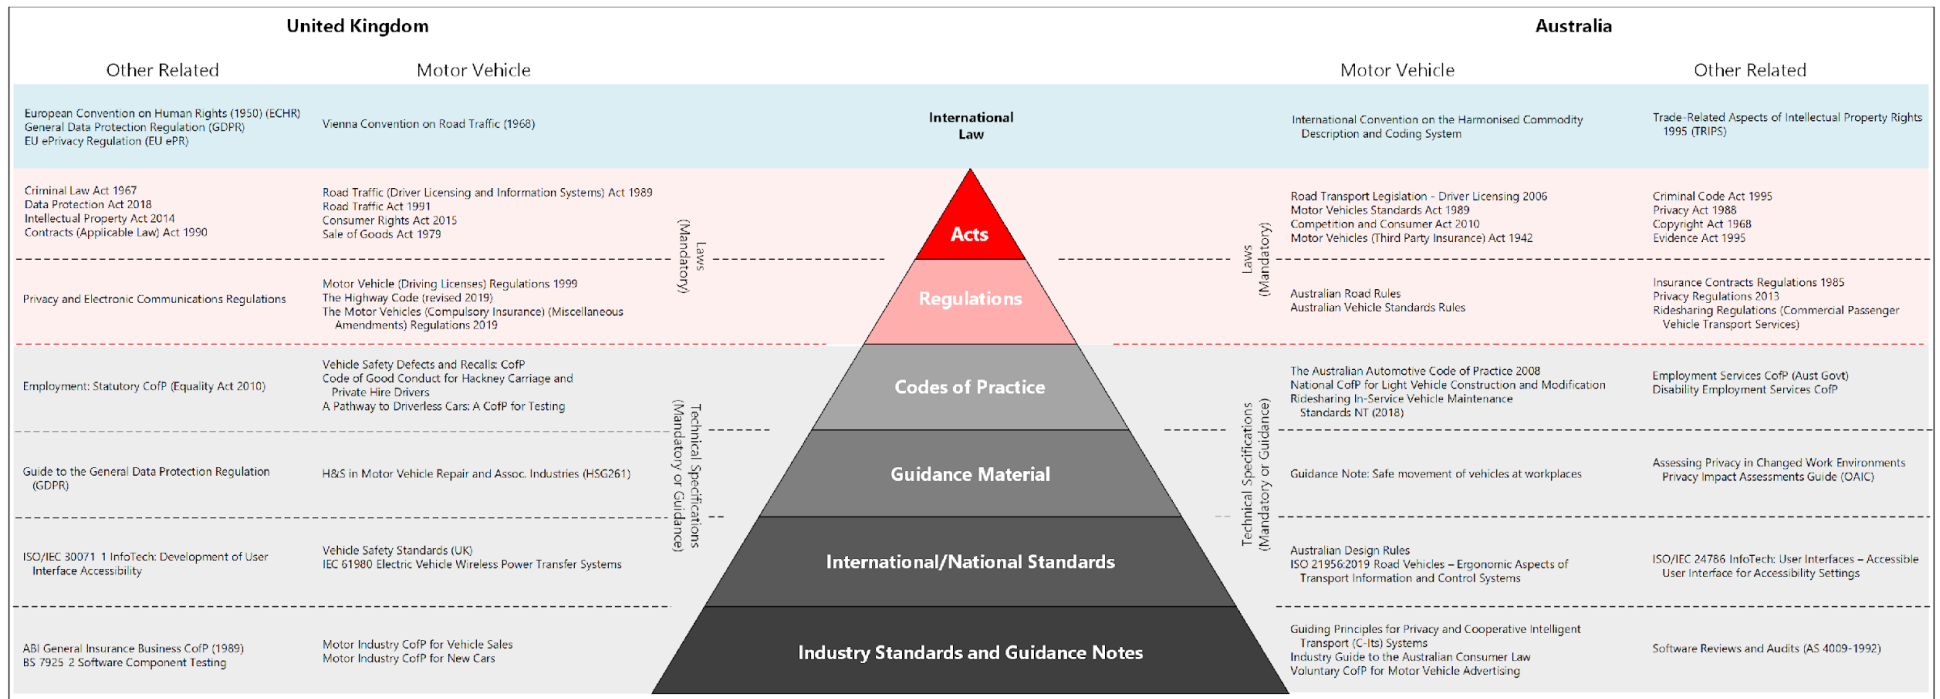 United Kingdom
Australia
Other Related
Motor Vehicle
Motor Vehicle
Other Related
European Convention on Human Rights (1950) (ECHR)
General Data Protection Regulation (GDPR)
EU ePrivacy Regulation (EU ePR)
Vienna Convention on Road Traffic (1968)
International
Law
International Convention on the Harmonised Commodity
Description and Coding System
Trade-Related Aspects of Intellectual Property Rights
1995 (TRIPS)
Criminal Law Act 1967
Data Protection Act 2018
Intellectual Property Act 2014
Contracts (Applicable Law) Act 1990
Road Traffic (Driver Licensing and Information Systems) Act 1989
Road Traffic Act 1991
Consumer Rights Act 2015
Sale of Goods Act 1979
Laws
(Mandatory)
Acts
Laws
(Mandatory)
Road Transport Legislation - Driver Licensing 2006
Motor Vehicles Standards Act 1989
Competition and Consumer Act 2010
Motor Vehicles (Third Party Insurance) Act 1942
Criminal Code Act 1995
Privacy Act 1988
Copyright Act 1968
Evidence Act 1995
Privacy and Electronic Communications Regulations
Motor Vehicle (Driving Licenses) Regulations 1999
The Highway Code (revised 2019)
The Motor Vehicles (Compulsory Insurance) (Miscellaneous
Amendments) Regulations 2019
Regulations
Australian Road Rules
Australian Vehicle Standards Rules
Insurance Contracts Regulations 1985
Privacy Regulations 2013
Ridesharing Regulations (Commercial Passenger
Vehicle Transport Services)
Employment: Statutory CofP (Equality Act 2010)
Vehicle Safety Defects and Recalls: CofP
Code of Good Conduct for Hackney Carriage and
Private Hire Drivers
A Pathway to Driverless Cars: A CofP for Testing
Technical Specifications
(Mandatory or Guidance)
Codes of Practice
Technical Specifications
(Mandatory or Guidance)
The Australian Automotive Code of Practice 2008
National CofP for Light Vehicle Construction and Modification
Ridesharing In-Service Vehicle Maintenance
Standards NT (2018)
Employment Services CofP (Aust Govt)
Disability Employment Services CofP
Guide to the General Data Protection Regulation
(GDPR)
H&S in Motor Vehicle Repair and Assoc. Industries (HSG261)
Guidance Material
Guidance Note: Safe movement of vehicles at workplaces
Assessing Privacy in Changed Work Environments
Privacy Impact Assessments Guide (OAIC)
ISO/IEC 30071 1 InfoTech: Development of User
Interface Accessibility
Vehicle Safety Standards (UK)
IEC 61980 Electric Vehicle Wireless Power Transfer Systems
International/National Standards
Australian Design Rules
ISO 21956:2019 Road Vehicles – Ergonomic Aspects of
Transport Information and Control Systems
ISO/IEC 24786 InfoTech: User Interfaces – Accessible
User Interface for Accessibility Settings
ABI General Insurance Business CofP (1989)
BS 7925 2 Software Component Testing
Motor Industry CofP for Vehicle Sales
Motor Industry CofP for New Cars
Industry Standards and Guidance Notes
Guiding Principles for Privacy and Cooperative Intelligent
Transport (C-Its) Systems
Industry Guide to the Australian Consumer Law
Voluntary CofP for Motor Vehicle Advertising
Software Reviews and Audits (AS 4009-1992)